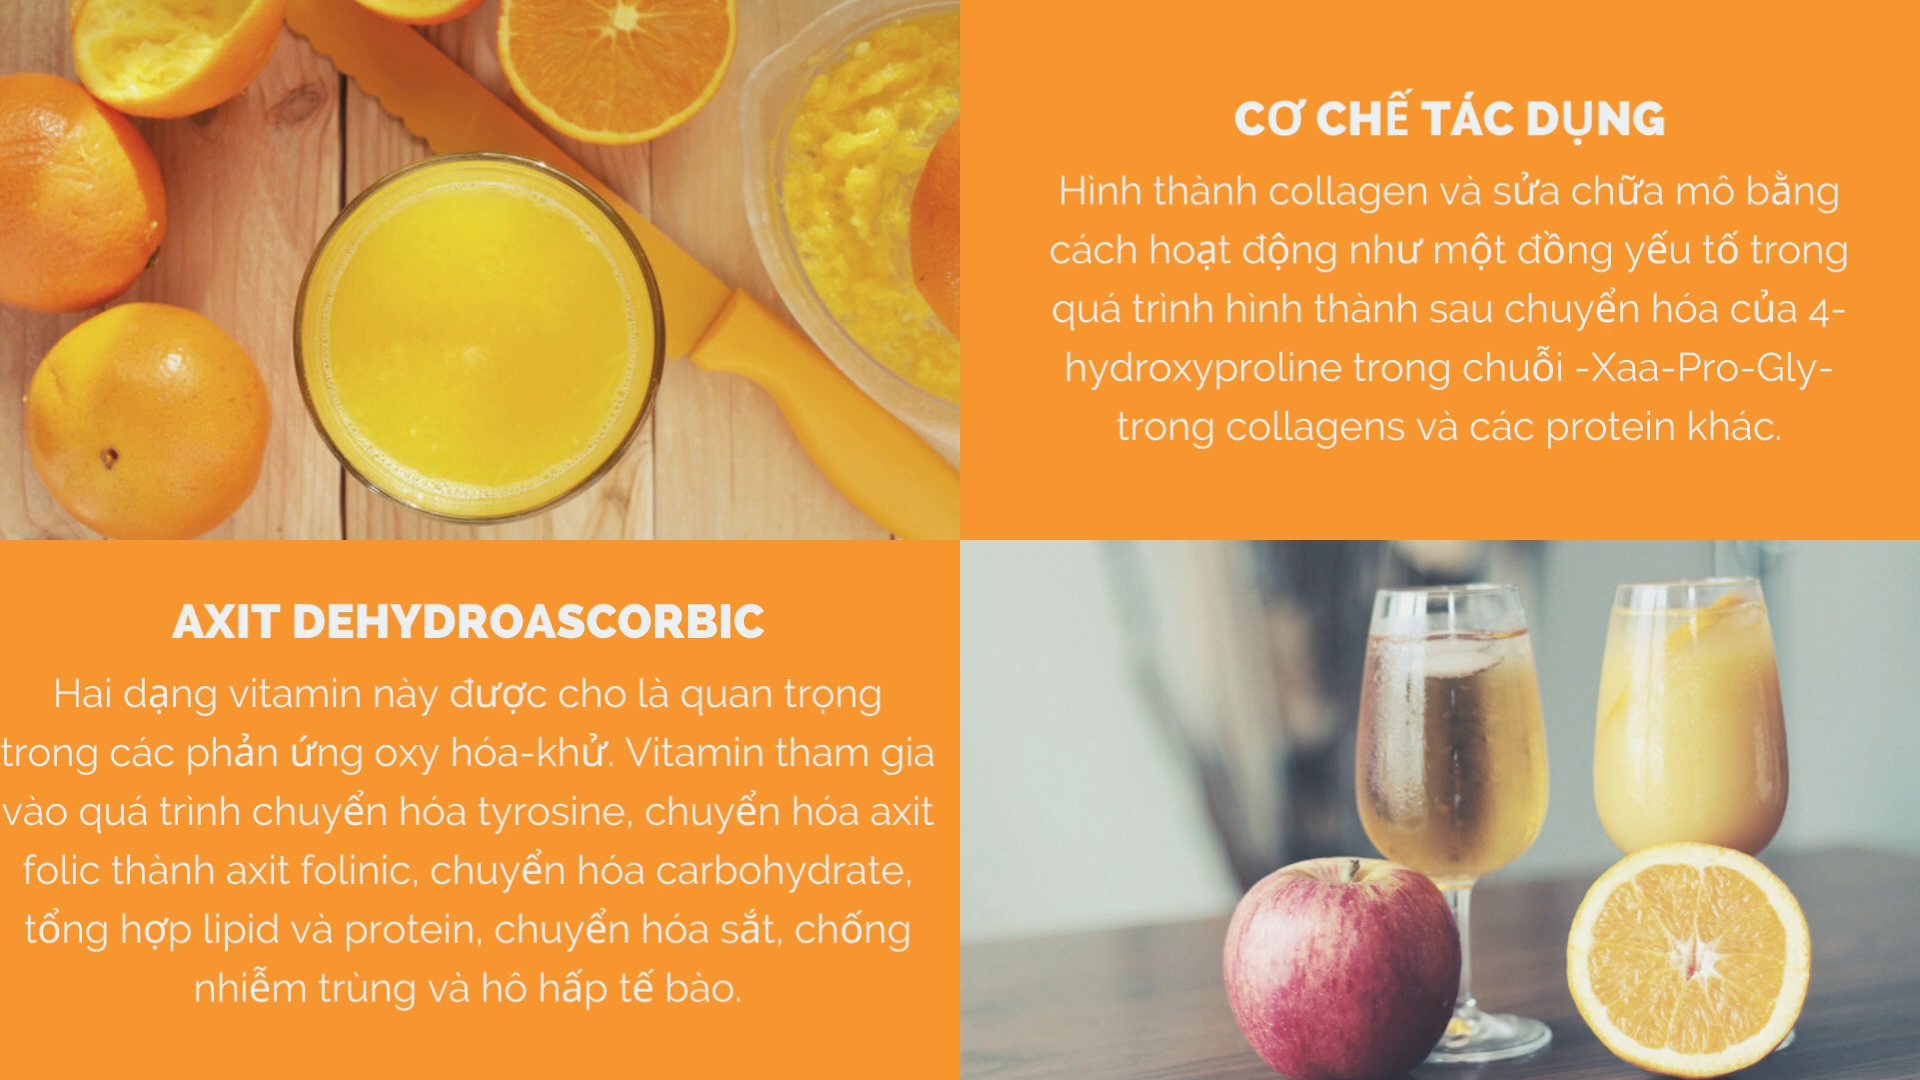 CƠ CHẾ TÁC DỤNG
Hình thành collagen và sửa chữa mô bằng
cách hoạt động như một đồng yếu tố trong
quá trình hình thành sau chuyển hóa của 4-
hydroxyproline trong chuỗi -Xaa-Pro-Gly-
trong collagens và các protein khác.
AXIT DEHYDROASCORBIC
Hai dạng vitamin này được cho là quan trọng
trong các phản ứng oxy hóa-khử. Vitamin tham gia
vào quá trình chuyển hóa tyrosine, chuyển hóa axit
folic thành axit folinic, chuyển hóa carbohydrate,
tổng hợp lipid và protein, chuyển hóa sắt, chống
nhiễm trùng và hô hấp tế bào.